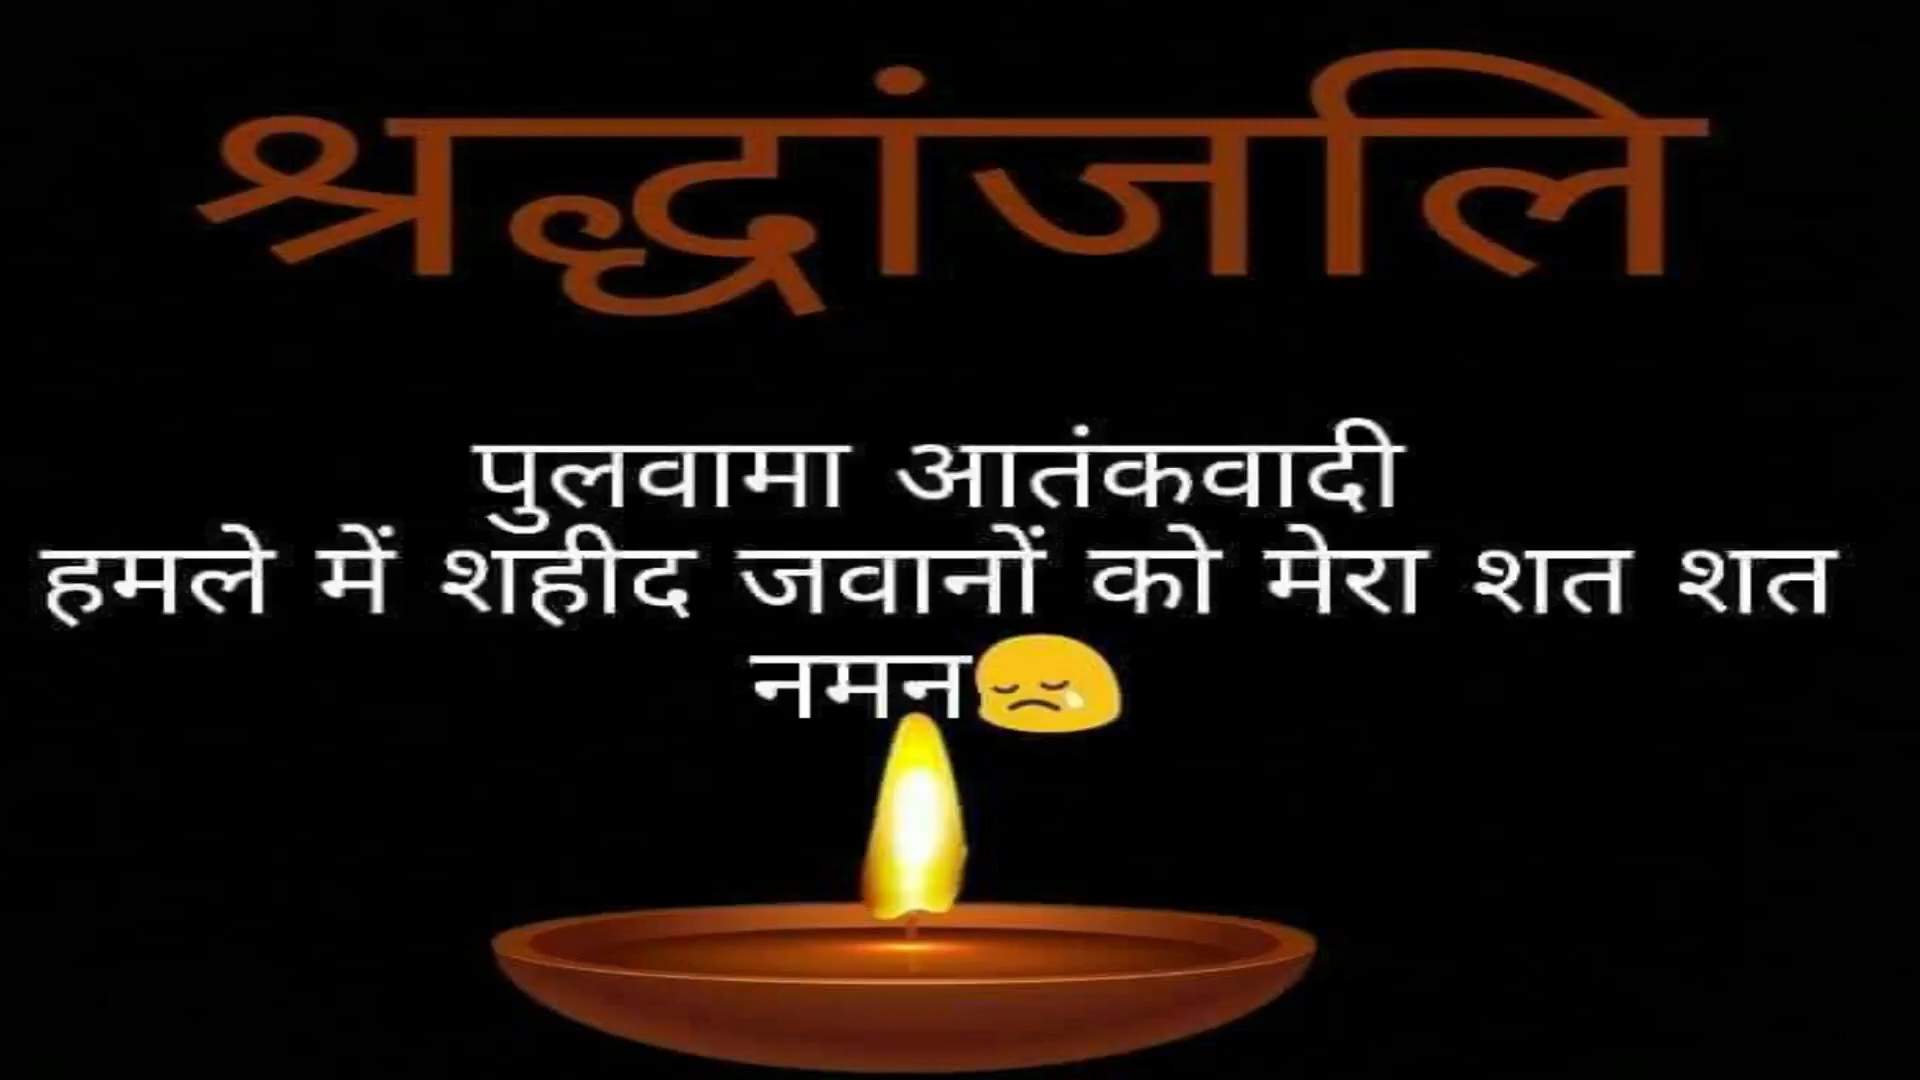 श्रद्धांजलि
पुलवामा आतंकवादी
हमले में शहीद जवानों को मेरा शत शत
नमन😢